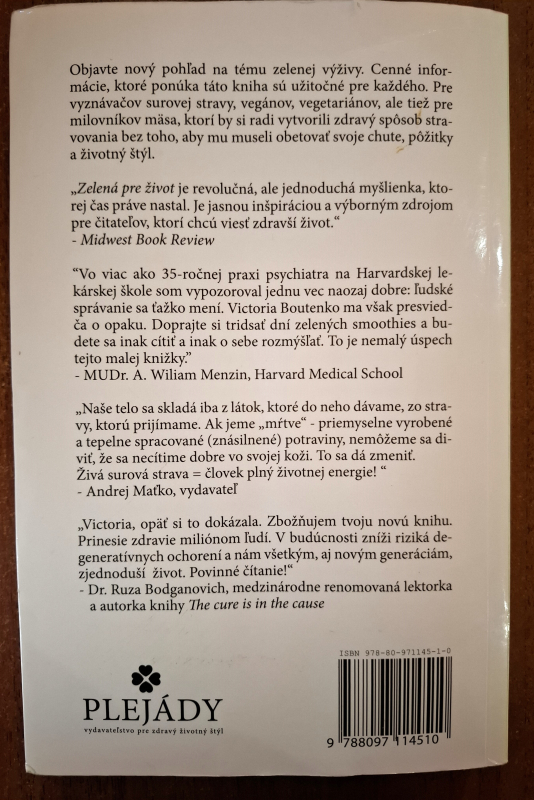 Objavte nový pohľad na tému zelenej výživy. Cenné infor-
mácie, ktoré ponúka táto kniha sú užitočné pre každého. Pre
vyznávačov surovej stravy, vegánov, vegetariánov, ale tiež pre
milovníkov mäsa, ktorí by si radi vytvorili zdravý spôsob stra-
vovania bez toho, aby mu museli obetovať svoje chute, pôžitky
a životný štýl.
„Zelená pre život je revolučná, ale jednoduchá myšlienka, kto-
rej čas práve nastal. Je jasnou inšpiráciou a výborným zdrojom
pre čitateľov, ktorí chcú viesť zdravší život.“
- Midwest Book Review
“Vo viac ako 35-ročnej praxi psychiatra na Harvardskej le-
kárskej škole som vypozoroval jednu vec naozaj dobre: ľudské
správanie sa ťažko mení. Victoria Boutenko ma však presvied-
ča o opaku. Doprajte si tridsať dní zelených smoothies a bu-
dete sa inak cítiť a inak o sebe rozmýšľať. To je nemalý úspech
tejto malej knižky.”
- MUDr. A. Wiliam Menzin, Harvard Medical School
„Naše telo sa skladá iba z látok, ktoré do neho dávame, zo stra-
vy, ktorú prijímame. Ak jeme „mŕtve“ - priemyselne vyrobené
a tepelne spracované (znásilnené) potraviny, nemôžeme sa di-
viť, že sa necítime dobre vo svojej koži. To sa dá zmeniť.
Živá surová strava = človek plný životnej energie! “
- Andrej Maťko, vydavateľ
„Victoria, opäť si to dokázala. Zbožňujem tvoju novú knihu.
Prinesie zdravie miliónom ľudí. V budúcnosti zníži riziká de-
generatívnych ochorení a nám všetkým, aj novým generáciám,
zjednoduší život. Povinné čítanie!“
- Dr. Ruza Bodganovich, medzinárodne renomovaná lektorka
a autorka knihy The cure is in the cause
PLEJÁDY
vydavateľstvo pre zdravý životný štýl
ISBN 978-80-971145-1-0
9 788097 114510